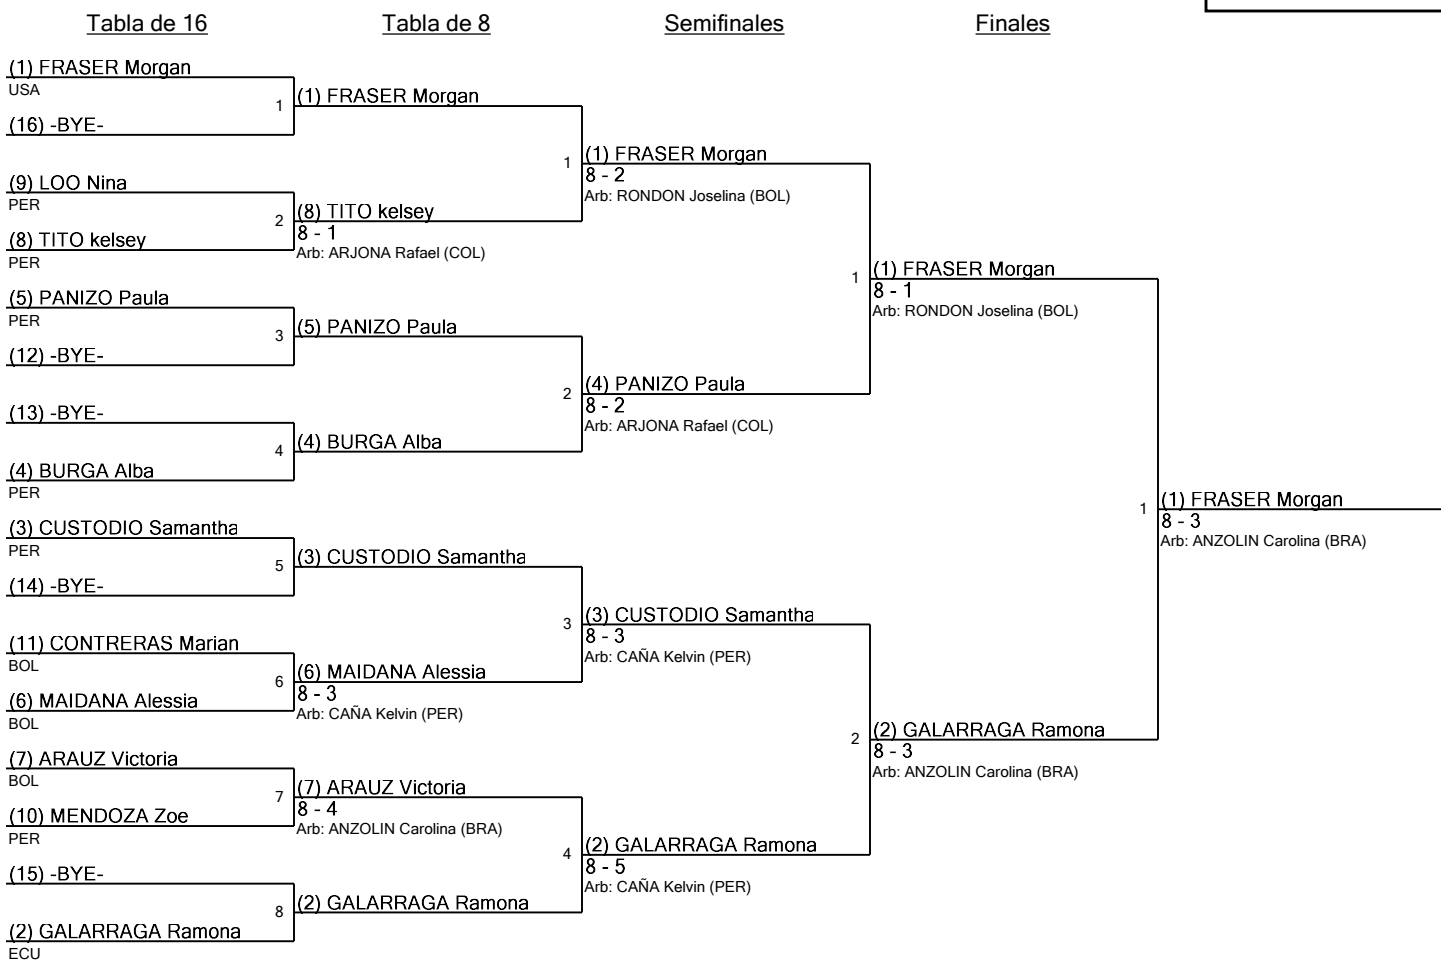 Tabla de 16
Tabla de 8
Semifinales
Finales
(1) FRASER Morgan
USA
(16) -BYE-
1
(9) LOO Nina
PER
(8) TITO kelsey
PER
2
(5) PANIZO Paula
PER
(12) -BYE-
3
(13) -BYE-
(4) BURGA Alba
PER
4
(3) CUSTODIO Samantha
PER
(14) -BYE-
5
(11) CONTRERAS Marian
BOL
(6) MAIDANA Alessia
BOL
6
(7) ARAUZ Victoria
BOL
(10) MENDOZA Zoe
PER
7
(15) -BYE-
(2) GALARRAGA Ramona
ECU
8
(1) FRASER Morgan
(8) TITO kelsey
8 - 1
Arb: ARJONA Rafael (COL)
1
(5) PANIZO Paula
(4) BURGA Alba
2
(3) CUSTODIO Samantha
(6) MAIDANA Alessia
8 - 3
Arb: CAÑA Kelvin (PER)
3
(7) ARAUZ Victoria
8 - 4
Arb: ANZOLIN Carolina (BRA)
(2) GALARRAGA Ramona
4
(1) FRASER Morgan
8 - 2
Arb: RONDON Joselina (BOL)
(4) PANIZO Paula
8 - 2
Arb: ARJONA Rafael (COL)
1
(3) CUSTODIO Samantha
8 - 3
Arb: CAÑA Kelvin (PER)
(2) GALARRAGA Ramona
8 - 5
Arb: CAÑA Kelvin (PER)
2
(1) FRASER Morgan
8 - 1
Arb: RONDON Joselina (BOL)
(2) GALARRAGA Ramona
8 - 3
Arb: ANZOLIN Carolina (BRA)
1
(1) FRASER Morgan
8 - 3
Arb: ANZOLIN Carolina (BRA)